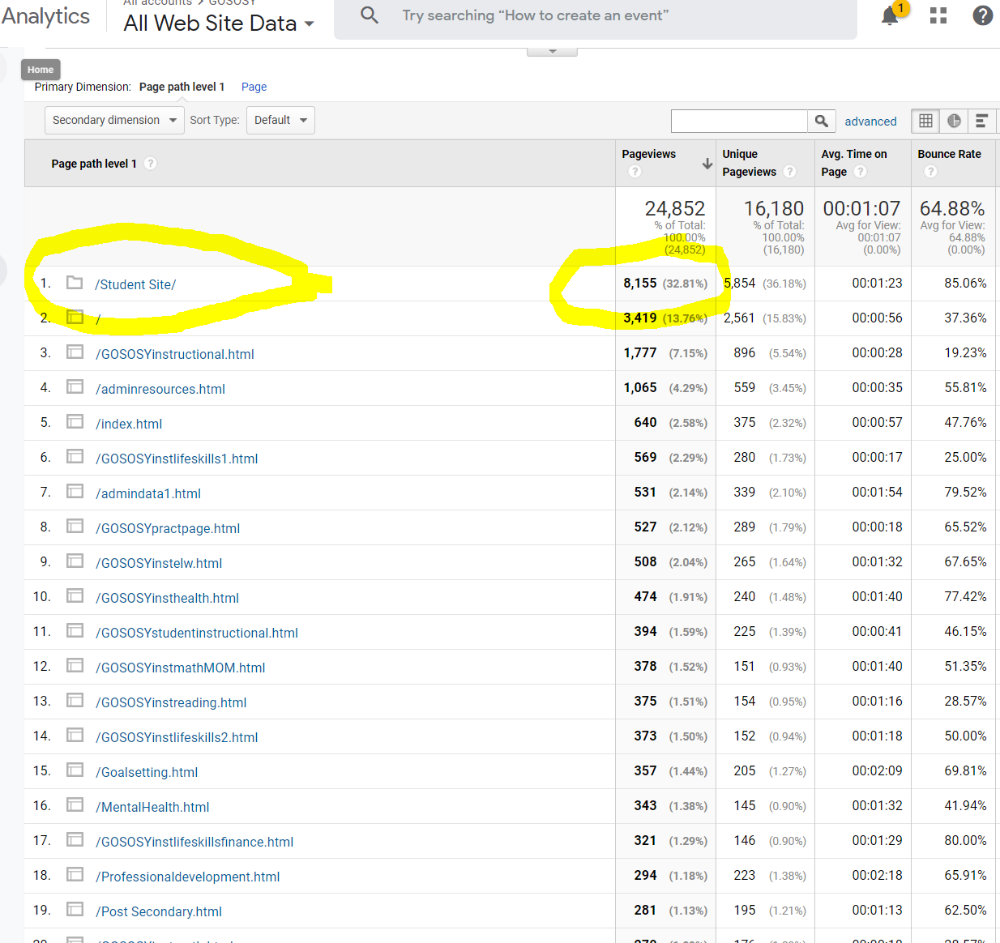 All accounts > GOSOSY
Analytics
All Web Site Data
Try searching “How to create an event”
1
?
Home
Primary Dimension: Page path level 1 Page
Secondary dimension Sort Type: Default advanced
Page path level 1 ? Pageviews ? Unique Pageviews ? Avg. Time on Page ? Bounce Rate ?
24,852 16,180 00:01:07 64.88%
% of Total: % of Total: Avg for View: Avg for View:
100.00% 100.00% 00:01:07 64.88%
(24,852) (16,180) (0.00%) (0.00%)
1. /Student Site/ 8,155 (32.81%) 5,854 (36.18%) 00:01:23 85.06%
2. / 3,419 (13.76%) 2,561 (15.83%) 00:00:56 37.36%
3. /GOSOSYinstructional.html 1,777 (7.15%) 896 (5.54%) 00:00:28 19.23%
4. /adminresources.html 1,065 (4.29%) 559 (3.45%) 00:00:35 55.81%
5. /index.html 640 (2.58%) 375 (2.32%) 00:00:57 47.76%
6. /GOSOSYinstlifeskills1.html 569 (2.29%) 280 (1.73%) 00:00:17 25.00%
7. /admindata1.html 531 (2.14%) 339 (2.10%) 00:01:54 79.52%
8. /GOSOSYpractpage.html 527 (2.12%) 289 (1.79%) 00:00:18 65.52%
9. /GOSOSYinstelw.html 508 (2.04%) 265 (1.64%) 00:01:32 67.65%
10. /GOSOSYinsthealth.html 474 (1.91%) 240 (1.48%) 00:01:40 77.42%
11. /GOSOSYstudentinstructional.html 394 (1.59%) 225 (1.39%) 00:00:41 46.15%
12. /GOSOSYinstmathMOM.html 378 (1.52%) 151 (0.93%) 00:01:40 51.35%
13. /GOSOSYinstreading.html 375 (1.51%) 154 (0.95%) 00:01:16 28.57%
14. /GOSOSYinstlifeskills2.html 373 (1.50%) 152 (0.94%) 00:01:18 50.00%
15. /Goalsetting.html 357 (1.44%) 205 (1.27%) 00:02:09 69.81%
16. /MentalHealth.html 343 (1.38%) 145 (0.90%) 00:01:32 41.94%
17. /GOSOSYinstlifeskillsfinance.html 321 (1.29%) 146 (0.90%) 00:01:29 80.00%
18. /Professionaldevelopment.html 294 (1.18%) 223 (1.38%) 00:02:18 65.91%
19. /Post Secondary.html 281 (1.13%) 195 (1.21%) 00:01:13 62.50%